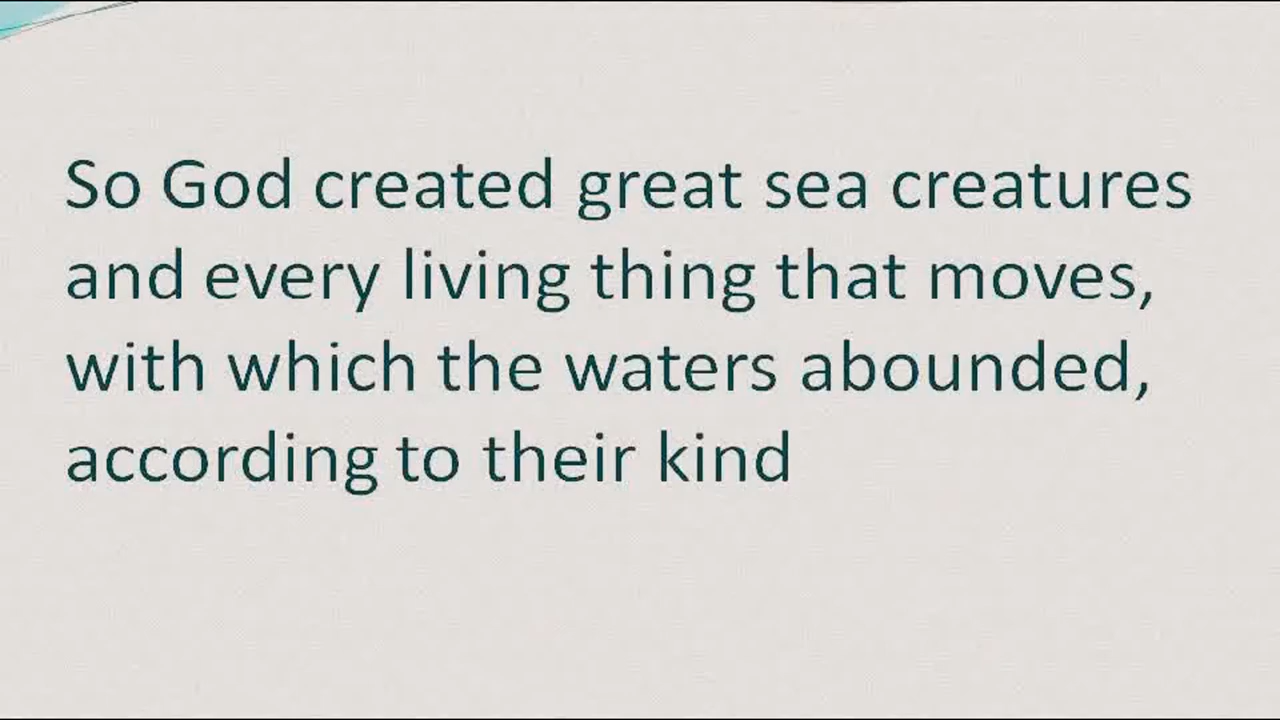 So God created great sea creatures
and every living thing that moves,
with which the waters abounded,
according to their kind